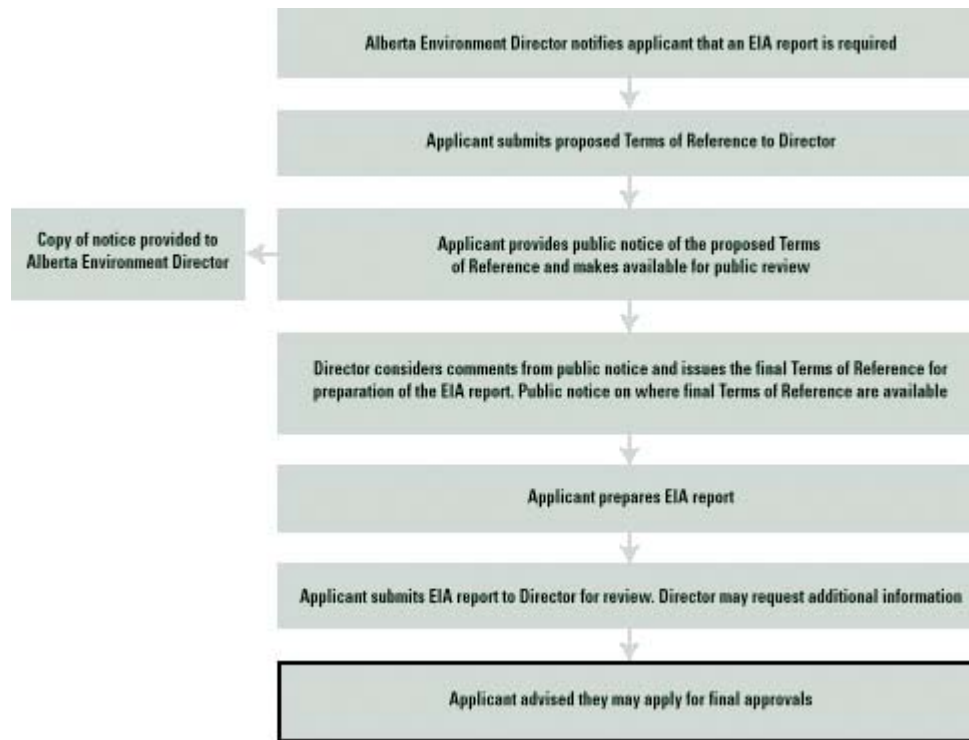 Alberta Environment Director notifies applicant that an EIA report is required
Applicant submits proposed Terms of Reference to Director
Copy of notice provided to
Alberta Environment Director
Applicant provides public notice of the proposed Terms
of Reference and makes available for public review
Director considers comments from public notice and issues the final Terms of Reference for
preparation of the EIA report. Public notice on where final Terms of Reference are available
Applicant prepares EIA report
Applicant submits EIA report to Director for review. Director may request additional information
Applicant advised they may apply for final approvals